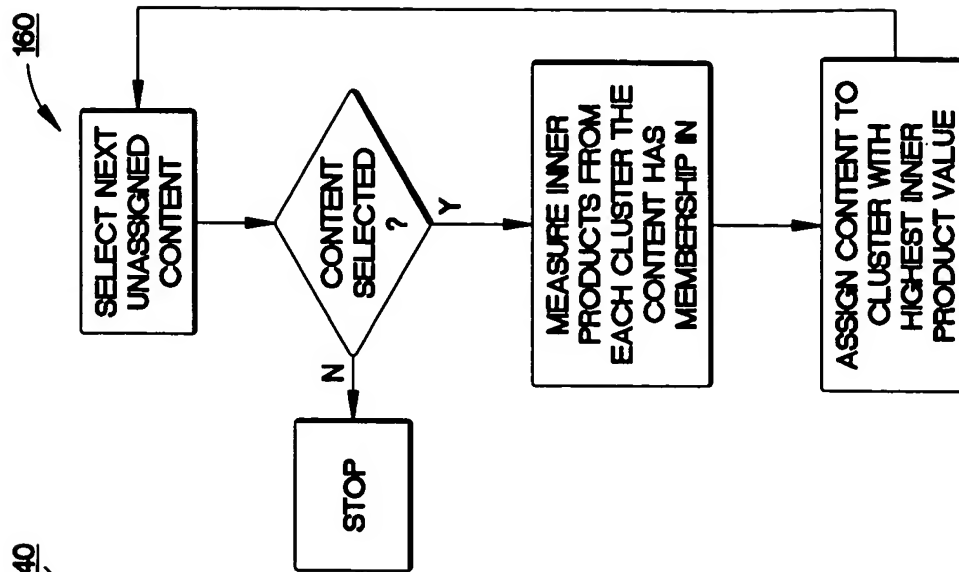 160
SELECT NEXT
UNASSIGNED
CONTENT
CONTENT
SELECTED
?
N
Y
STOP
MEASURE INNER
PRODUCTS FROM
EACH CLUSTER THE
CONTENT HAS
MEMBERSHIP IN
ASSIGN CONTENT TO
CLUSTER WITH
HIGHEST INNER
PRODUCT VALUE
40